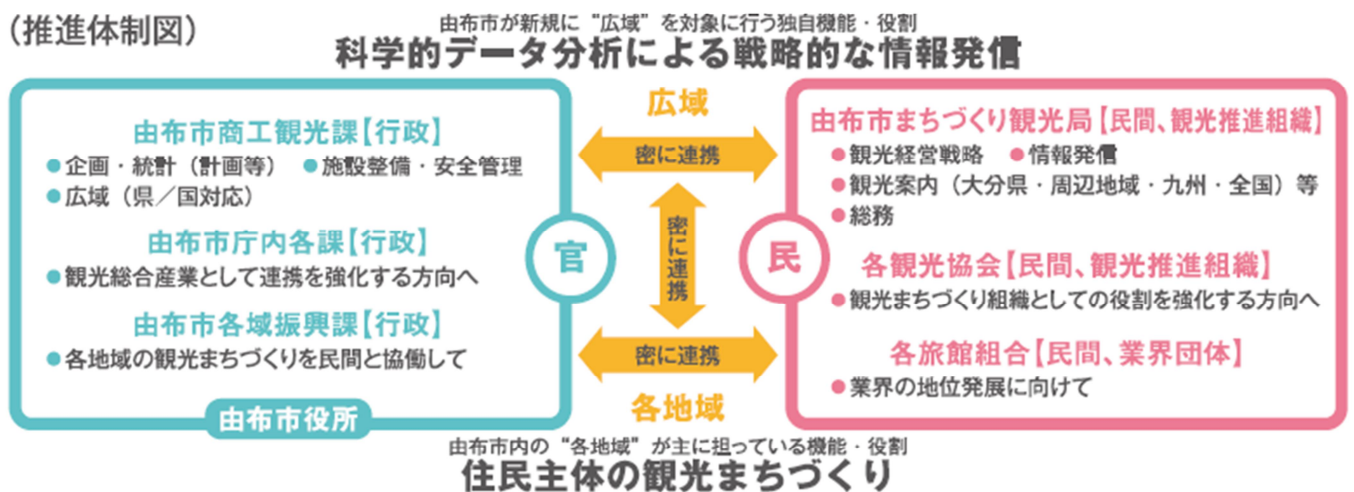 (推進体制図)
由布市が新規に“広域”を対象に行う独自機能・役割
科学的データ分析による戦略的な情報発信
由布市商工観光課【行政】
●企画・統計(計画等) ●施設整備・安全管理
●広域(県/国対応)
由布市庁内各課【行政】
●観光総合産業として連携を強化する方向へ
由布市各域振興課【行政】
●各地域の観光まちづくりを民間と協働して
由布市役所
官
広域
密に連携
密に連携
密に連携
各地域
民
由布市まちづくり観光局【民間、観光推進組織】
●観光経営戦略 ●情報発信
●観光案内(大分県・周辺地域・九州・全国)等
●総務
各観光協会【民間、観光推進組織】
●観光まちづくり組織としての役割を強化する方向へ
各旅館組合【民間、業界団体】
●業界の地位発展に向けて
由布市内の“各地域”が主に担っている機能・役割
住民主体の観光まちづくり